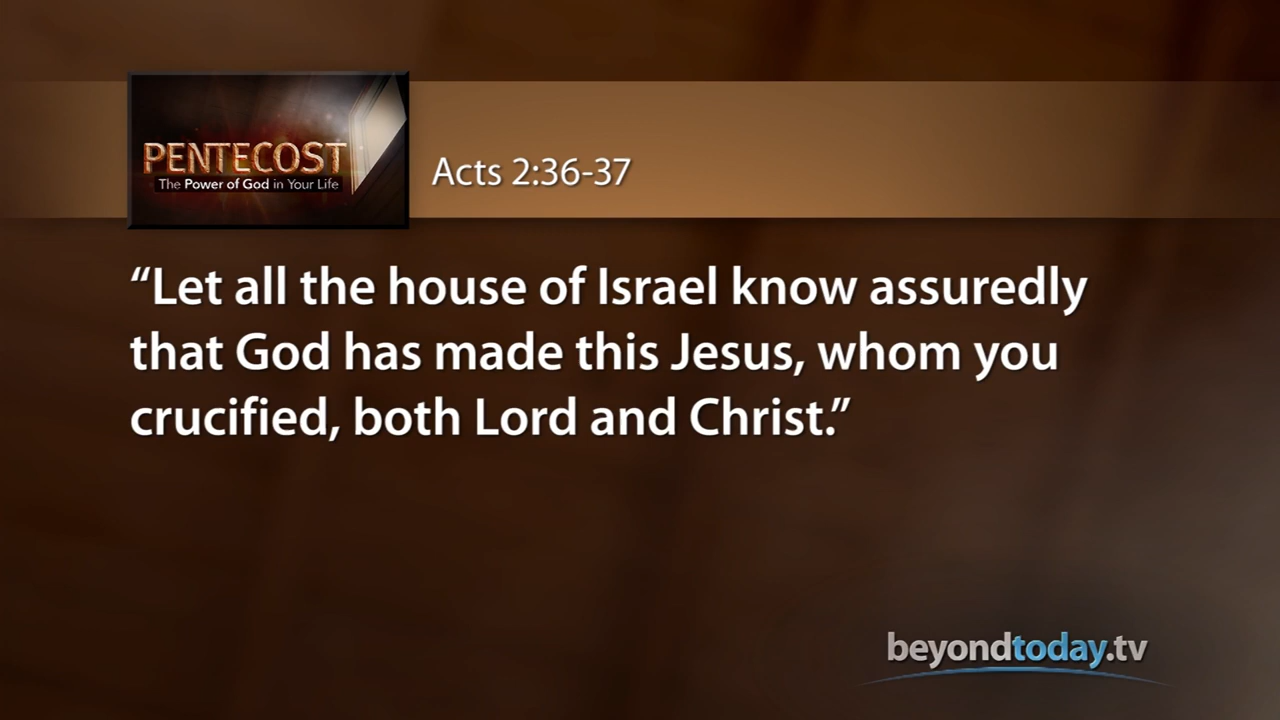 PENTECOST
The Power of God in Your Life
Acts 2:36-37
“Let all the house of Israel know assuredly
that God has made this Jesus, whom you
crucified, both Lord and Christ.”
beyondtoday.tv